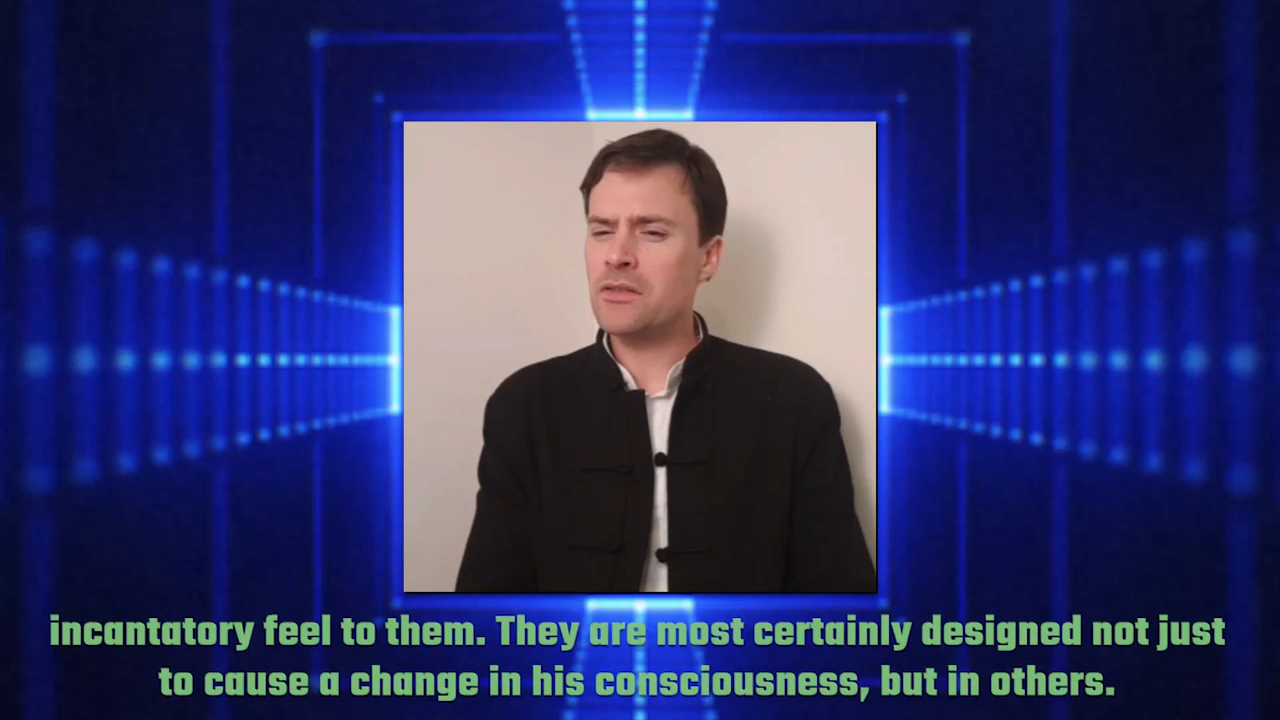 incantatory feel to them. They are most certainly designed not just
to cause a change in his consciousness, but in others.